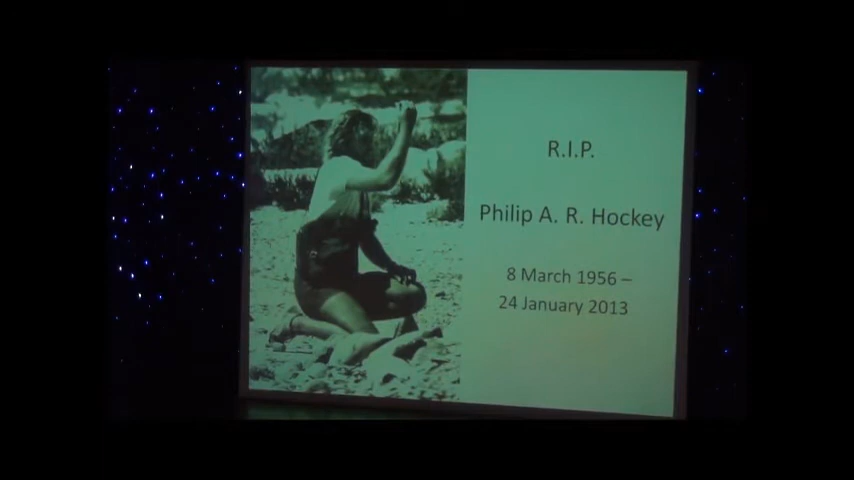 R.I.P.
Philip A. R. Hockey
8 March 1956 –
24 January 2013